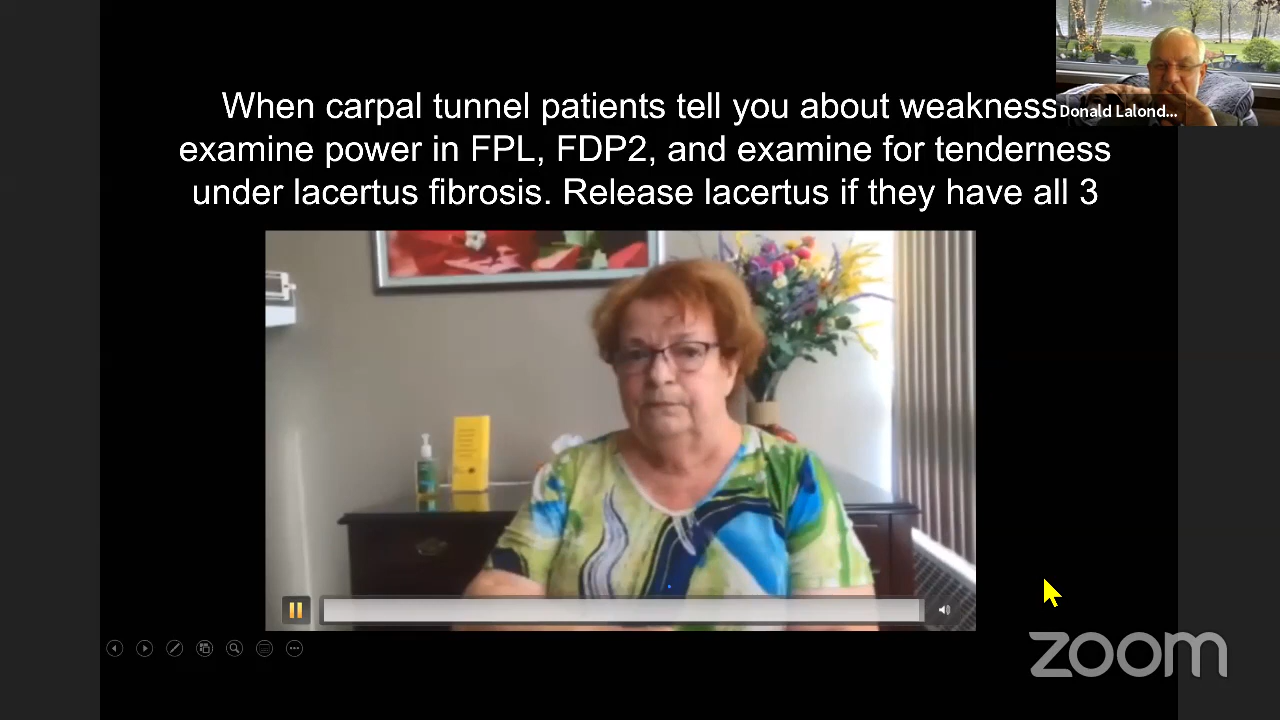 When carpal tunnel patients tell you about weakness
examine power in FPL, FDP2, and examine for tenderness
under lacertus fibrosis. Release lacertus if they have all 3
Donald Lalond...
zoom